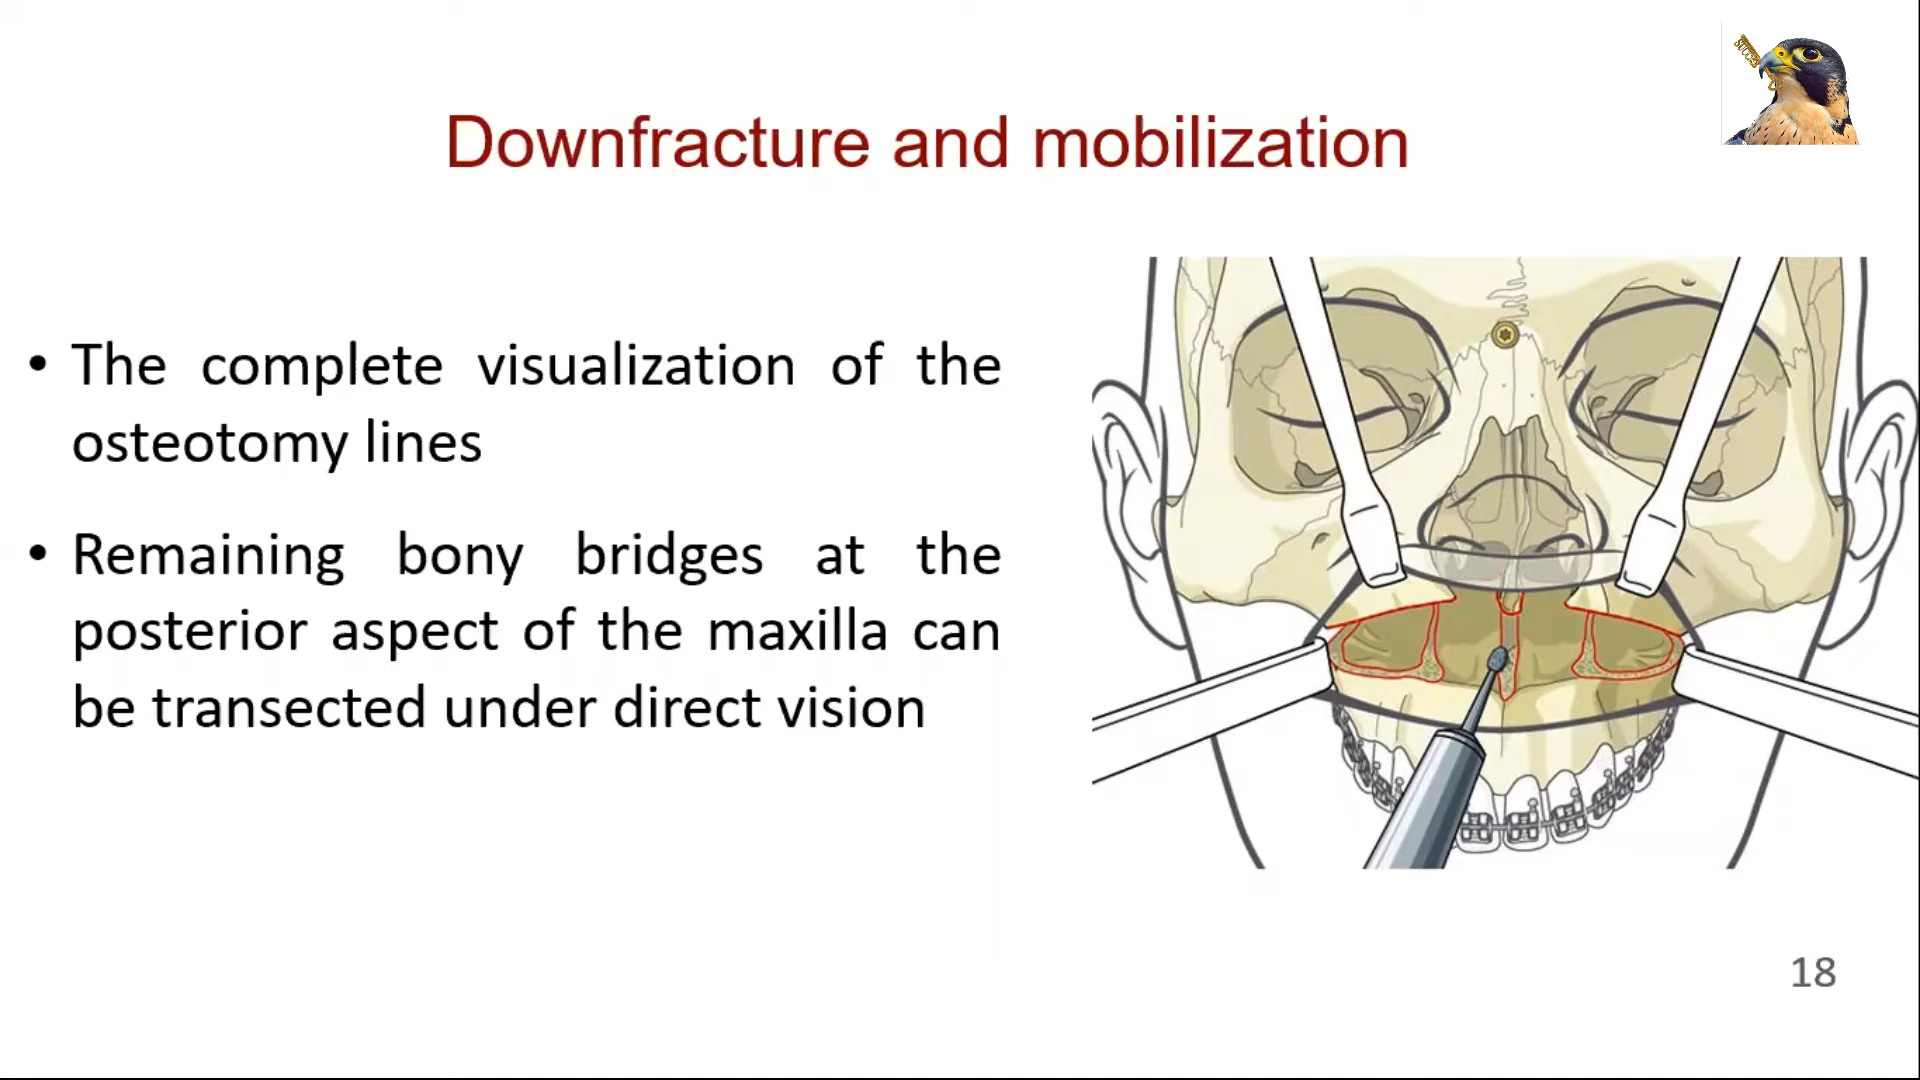 SUCCESS
Downfracture and mobilization
• The complete visualization of the
osteotomy lines
• Remaining bony bridges at the
posterior aspect of the maxilla can
be transected under direct vision
18